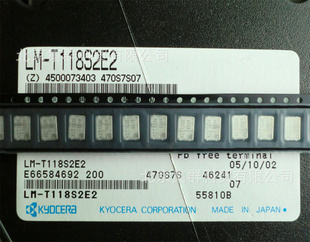 LM-T118S2E2
(Z) 4500073403 470S7S07
Pb free terminal
LM-T118S2E2 05/10/02
E66584692 200 470S7S 46241
07
LM-T118S2E2 55810B
KYOCERA KYOCERA CORPORATION MADE IN JAPAN